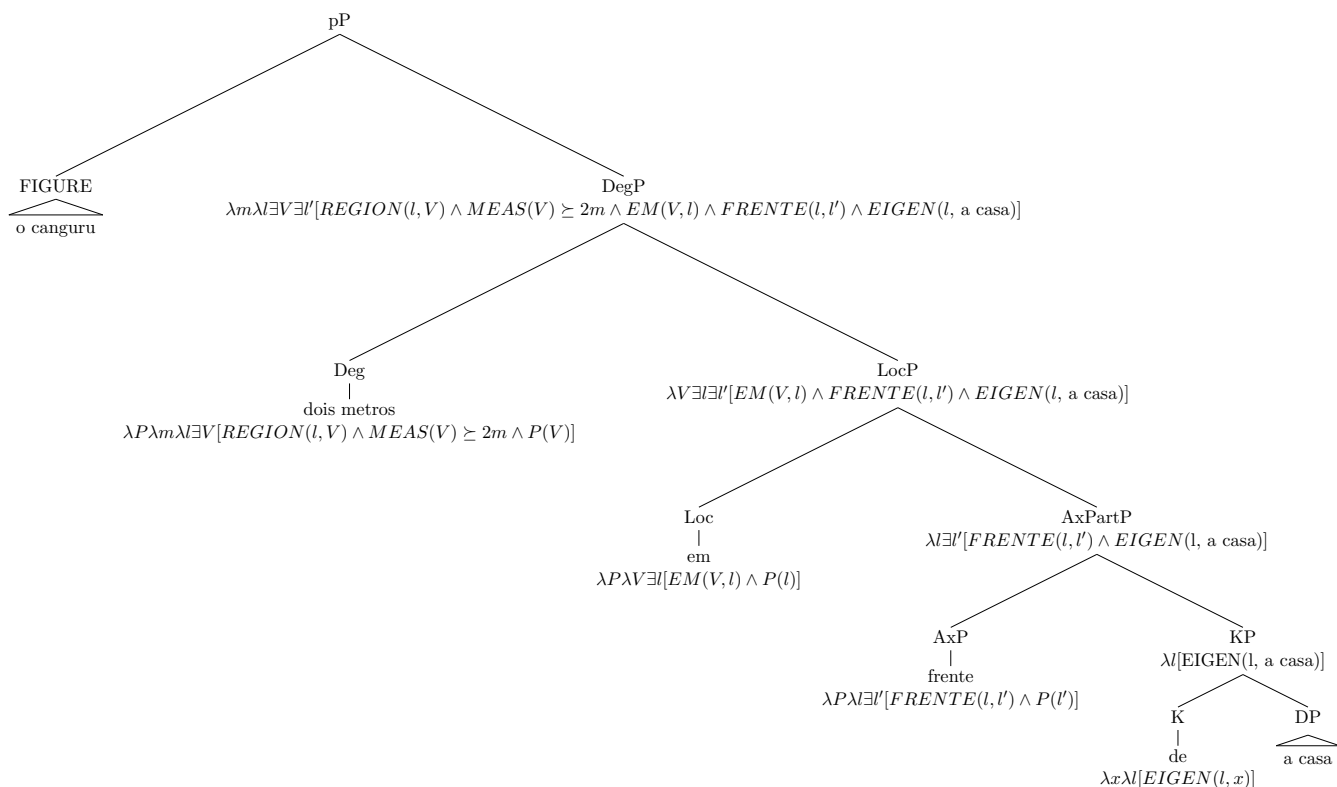 pP
FIGURE
o canguru
DegP
λmλl∃V∃l′[REGION(l, V) ∧ MEAS(V) ⪰ 2m ∧ EM(V, l) ∧ FRENTE(l, l′) ∧ EIGEN(l, a casa)]
Deg
dois metros
λPλmλl∃V[REGION(l, V) ∧ MEAS(V) ⪰ 2m ∧ P(V)]
LocP
λV∃l∃l′[EM(V, l) ∧ FRENTE(l, l′) ∧ EIGEN(l, a casa)]
Loc
em
λPλV∃l[EM(V, l) ∧ P(l)]
AxPartP
λl∃l′[FRENTE(l, l′) ∧ EIGEN(l, a casa)]
AxP
frente
λPλl∃l′[FRENTE(l, l′) ∧ P(l′)]
KP
λl[EIGEN(l, a casa)]
K
de
λxλl[EIGEN(l, x)]
DP
a casa